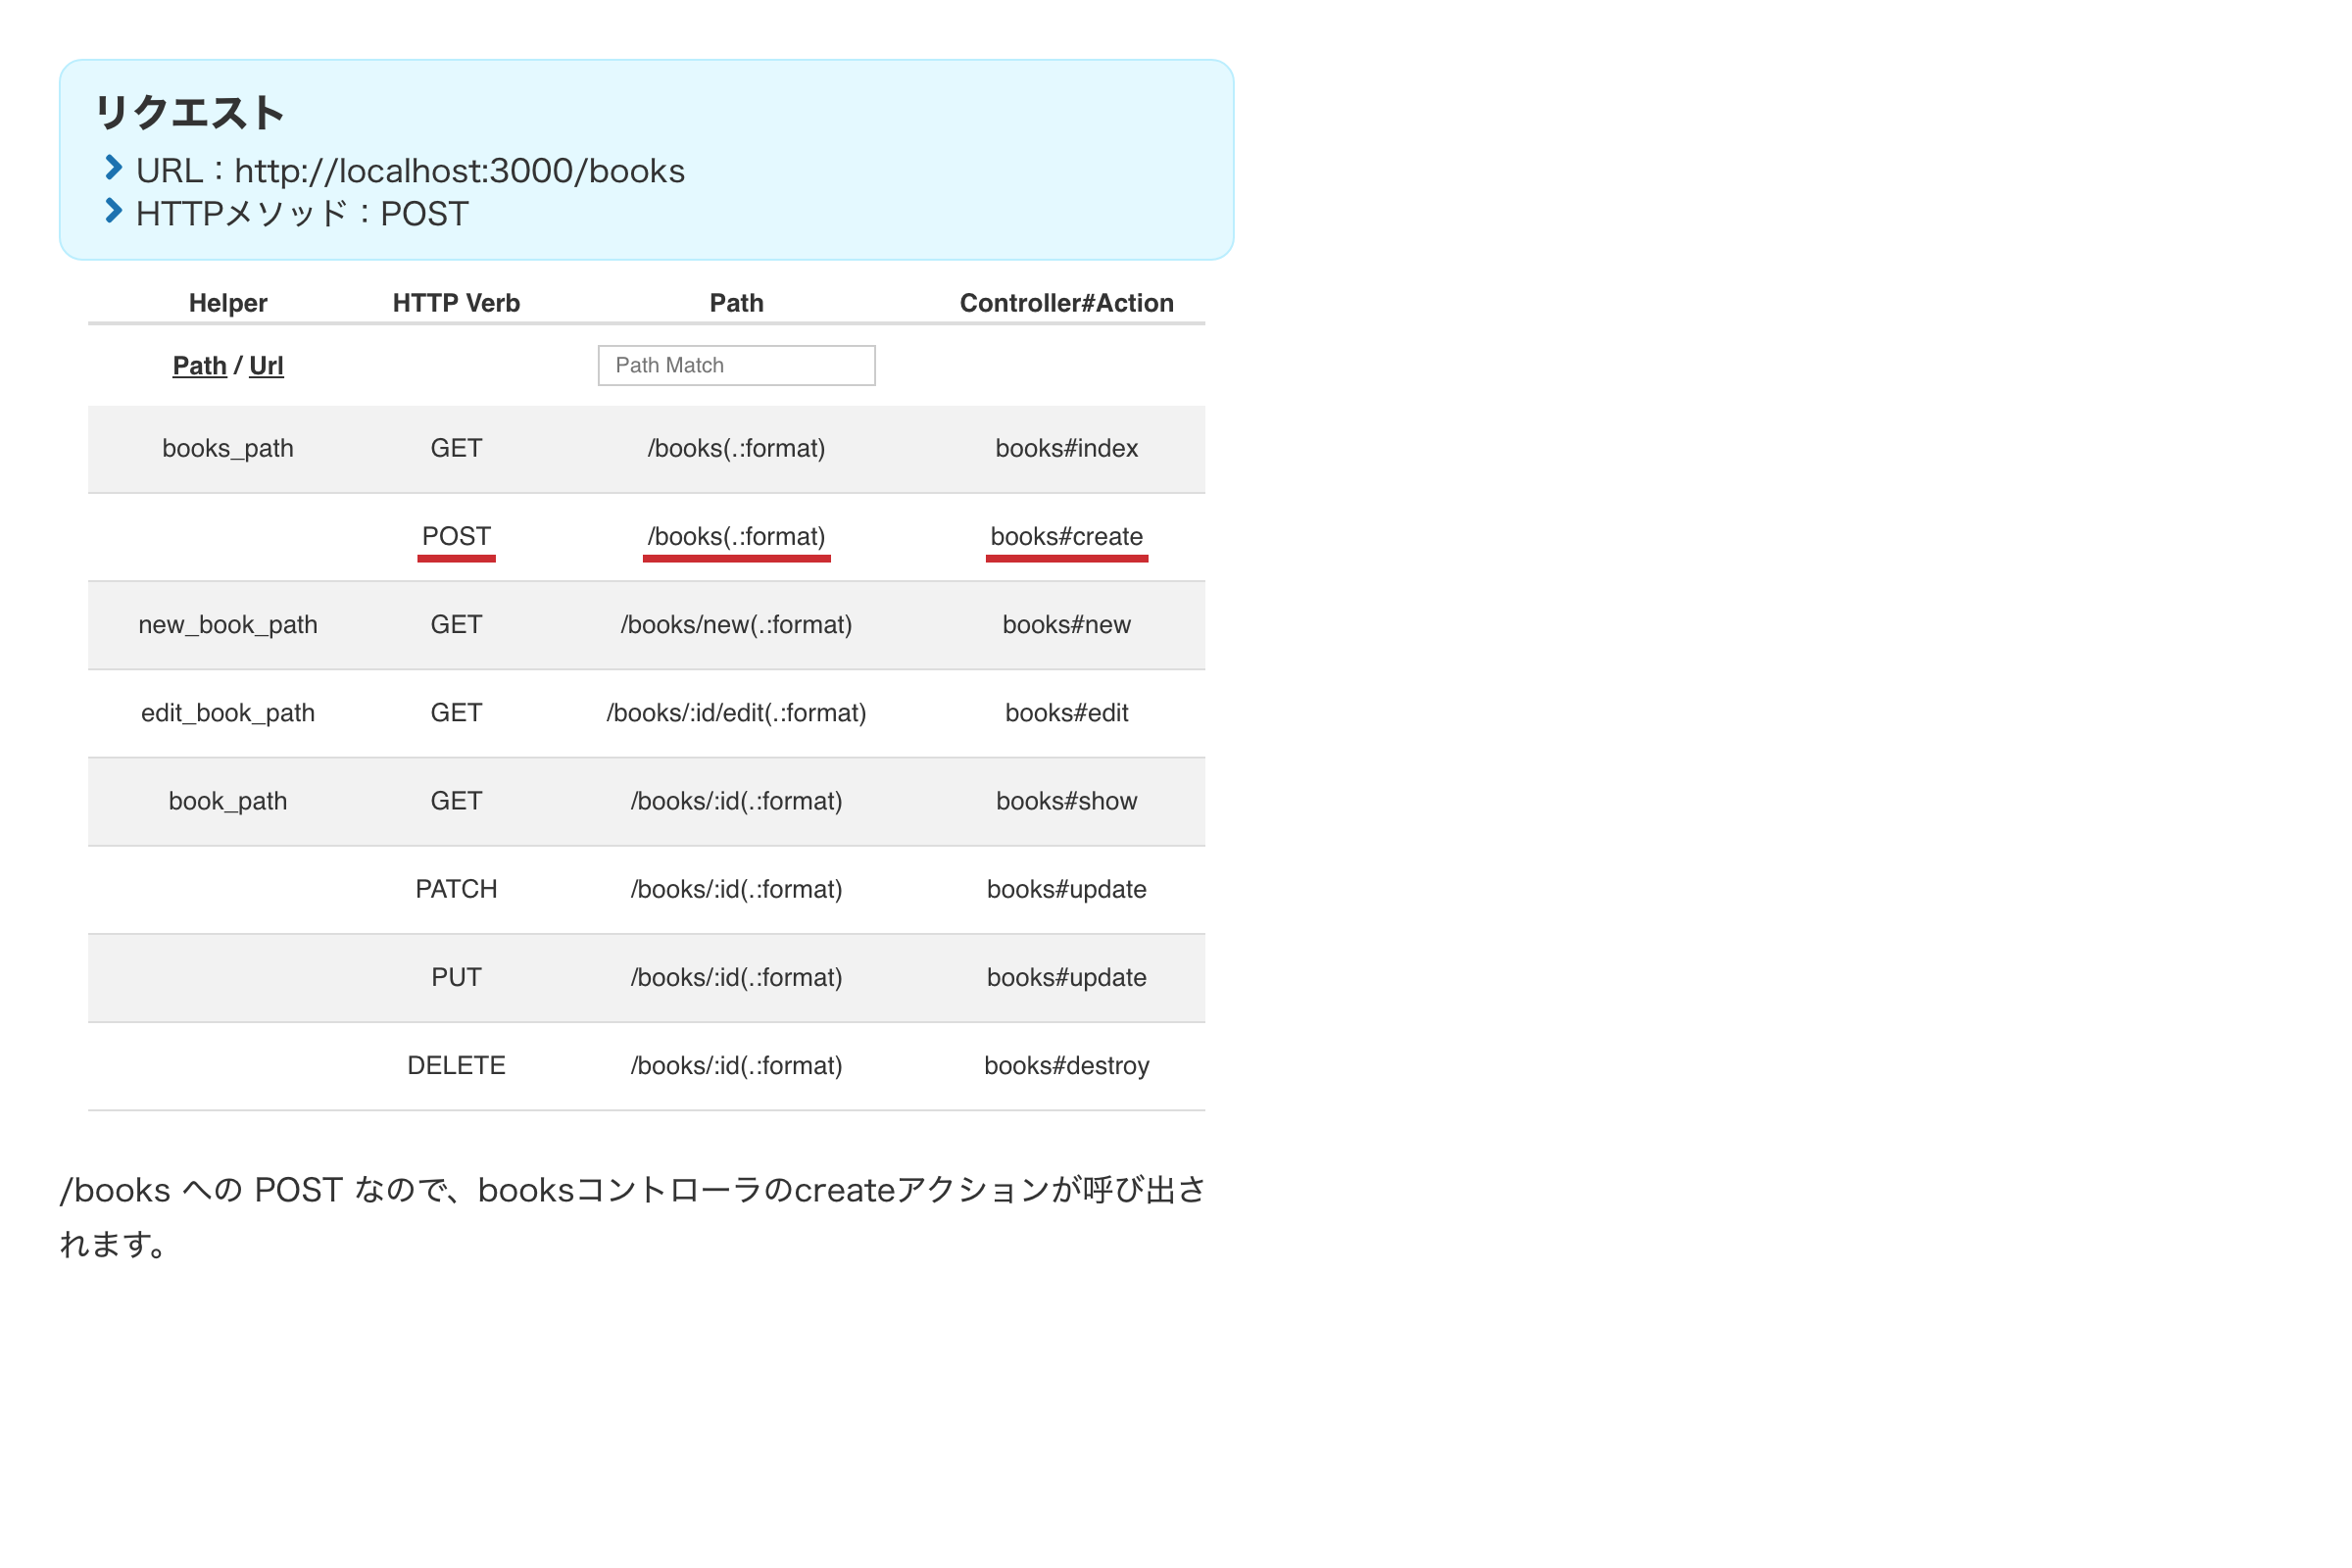 リクエスト
URL：http://localhost:3000/books
HTTPメソッド：POST
Helper HTTP Verb Path Controller#Action
Path / Url Path Match
books_path GET /books(.:format) books#index
POST /books(.:format) books#create
new_book_path GET /books/new(.:format) books#new
edit_book_path GET /books/:id/edit(.:format) books#edit
book_path GET /books/:id(.:format) books#show
PATCH /books/:id(.:format) books#update
PUT /books/:id(.:format) books#update
DELETE /books/:id(.:format) books#destroy
/books への POST なので、booksコントローラのcreateアクションが呼び出さ
れます。